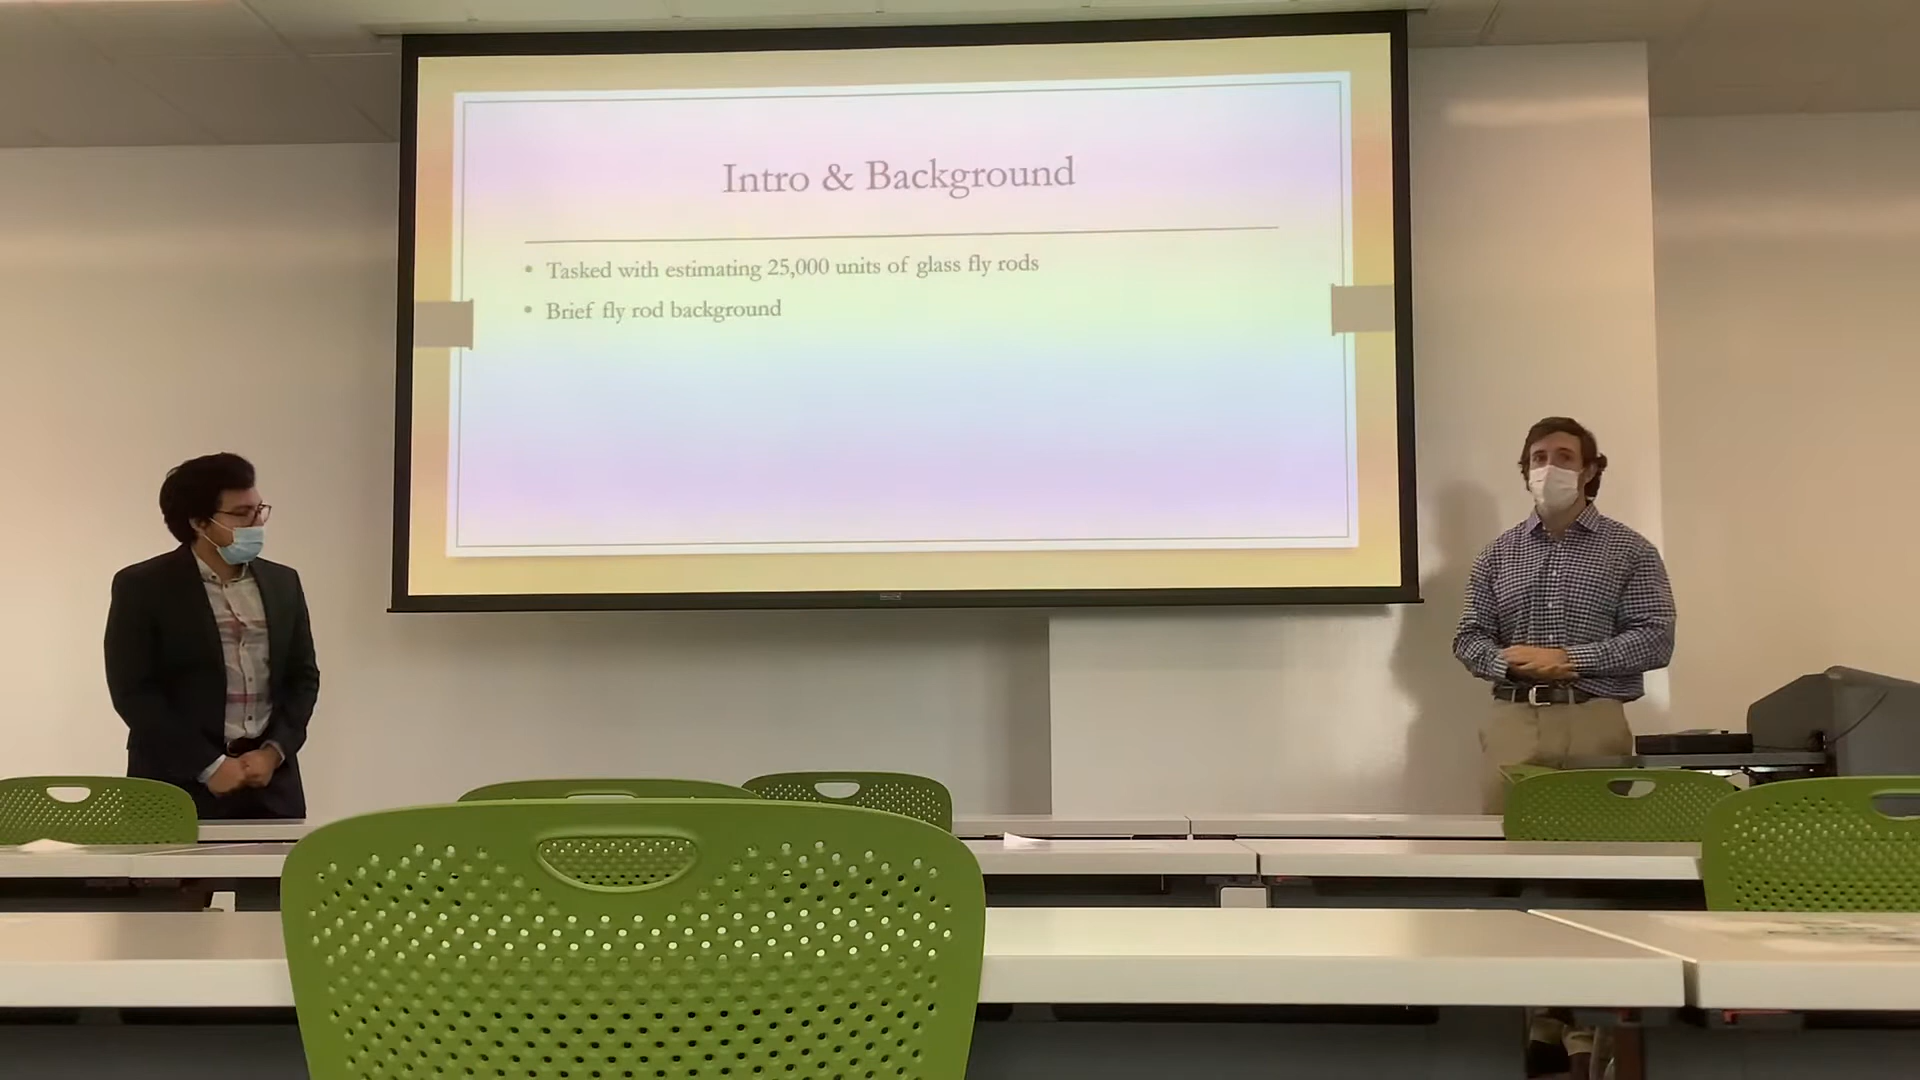 Intro & Background
• Tasked with estimating 25,000 units of glass fly rods
• Brief fly rod background